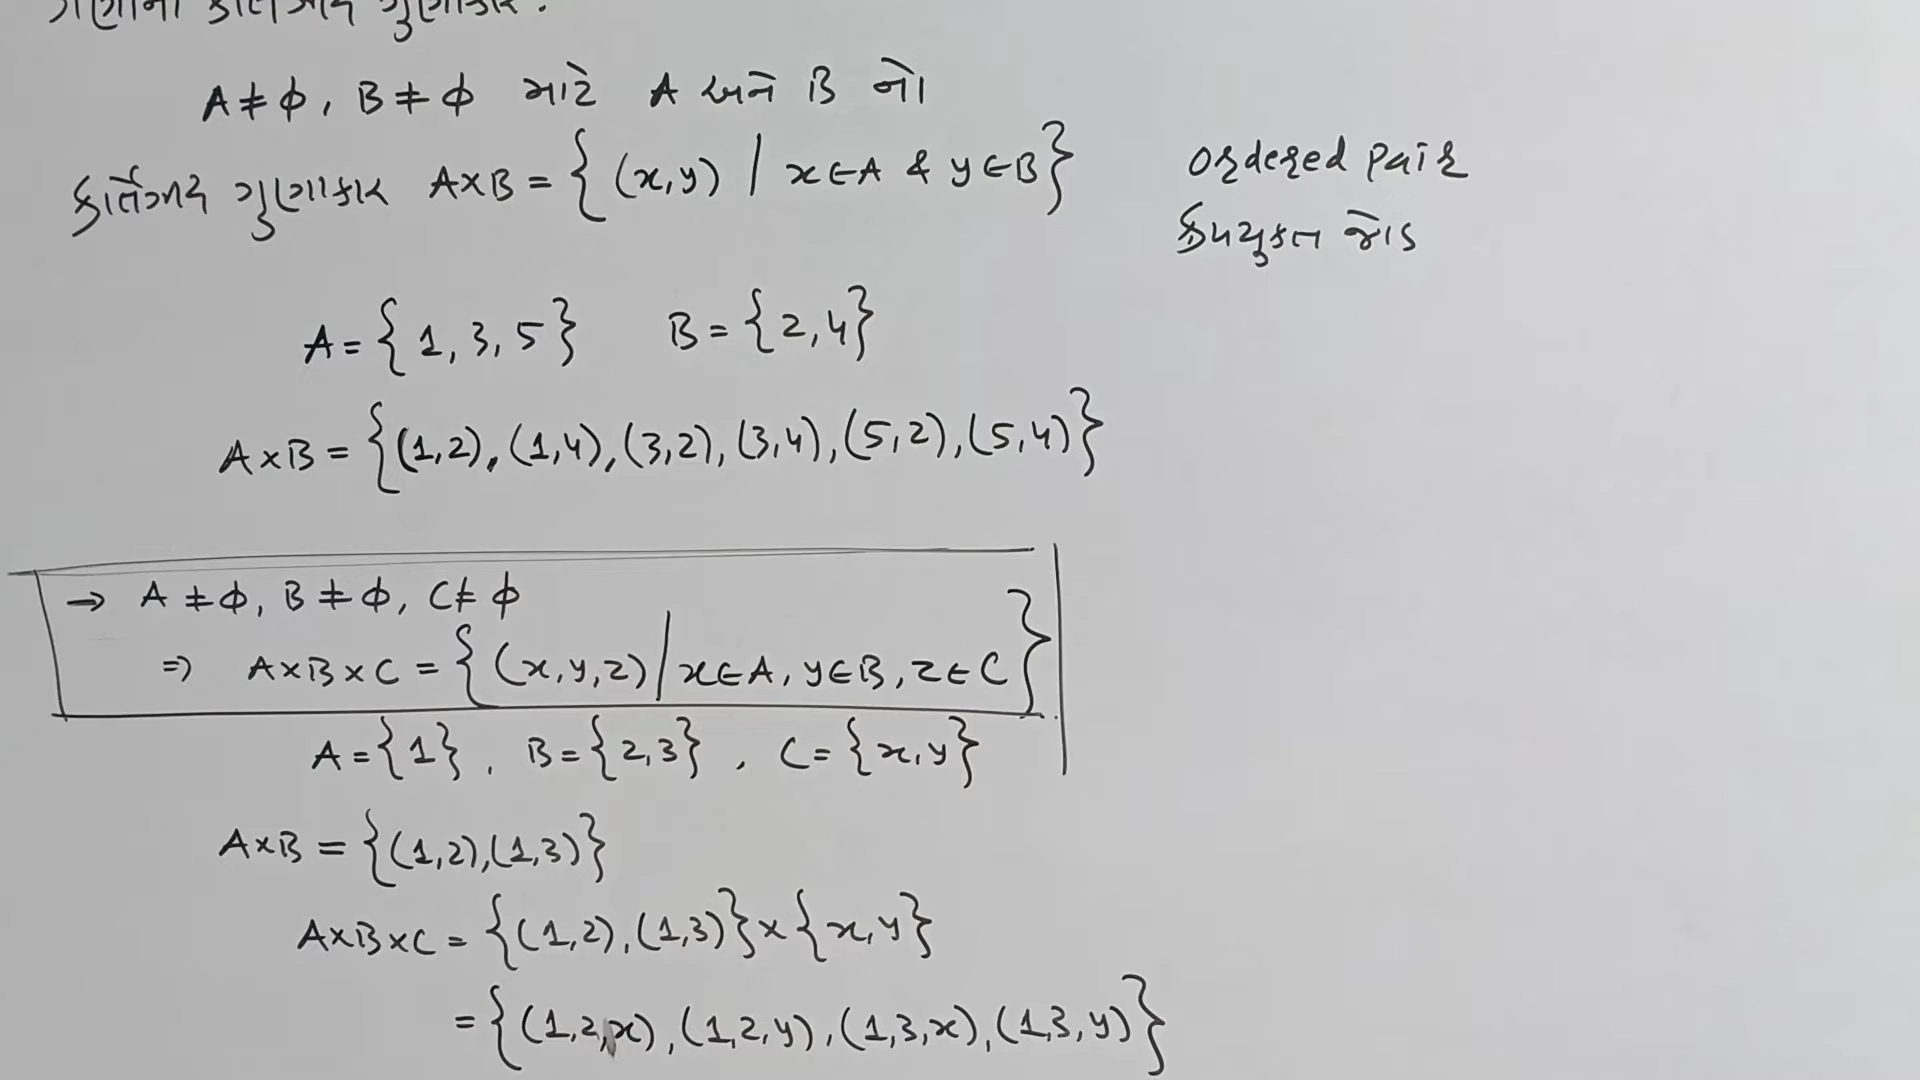 ગણોનો કાર્તેઝિય ગુણાકાર :
A ≠ ϕ, B ≠ ϕ માટે A અને B નો
કાર્તેઝિય ગુણાકાર A×B = { (x,y) | x∈A & y∈B }
ordered pair
ક્રમયુક્ત જોડ
A = { 1, 3, 5 } B = { 2, 4 }
A×B = { (1,2), (1,4), (3,2), (3,4), (5,2), (5,4) }
→ A ≠ ϕ, B ≠ ϕ, C ≠ ϕ
⇒ A×B×C = { (x,y,z) | x∈A, y∈B, z∈C }
A = {1}, B = {2,3}, C = {x,y}
A×B = { (1,2), (1,3) }
A×B×C = { (1,2), (1,3) } × { x,y }
= { (1,2,x), (1,2,y), (1,3,x), (1,3,y) }